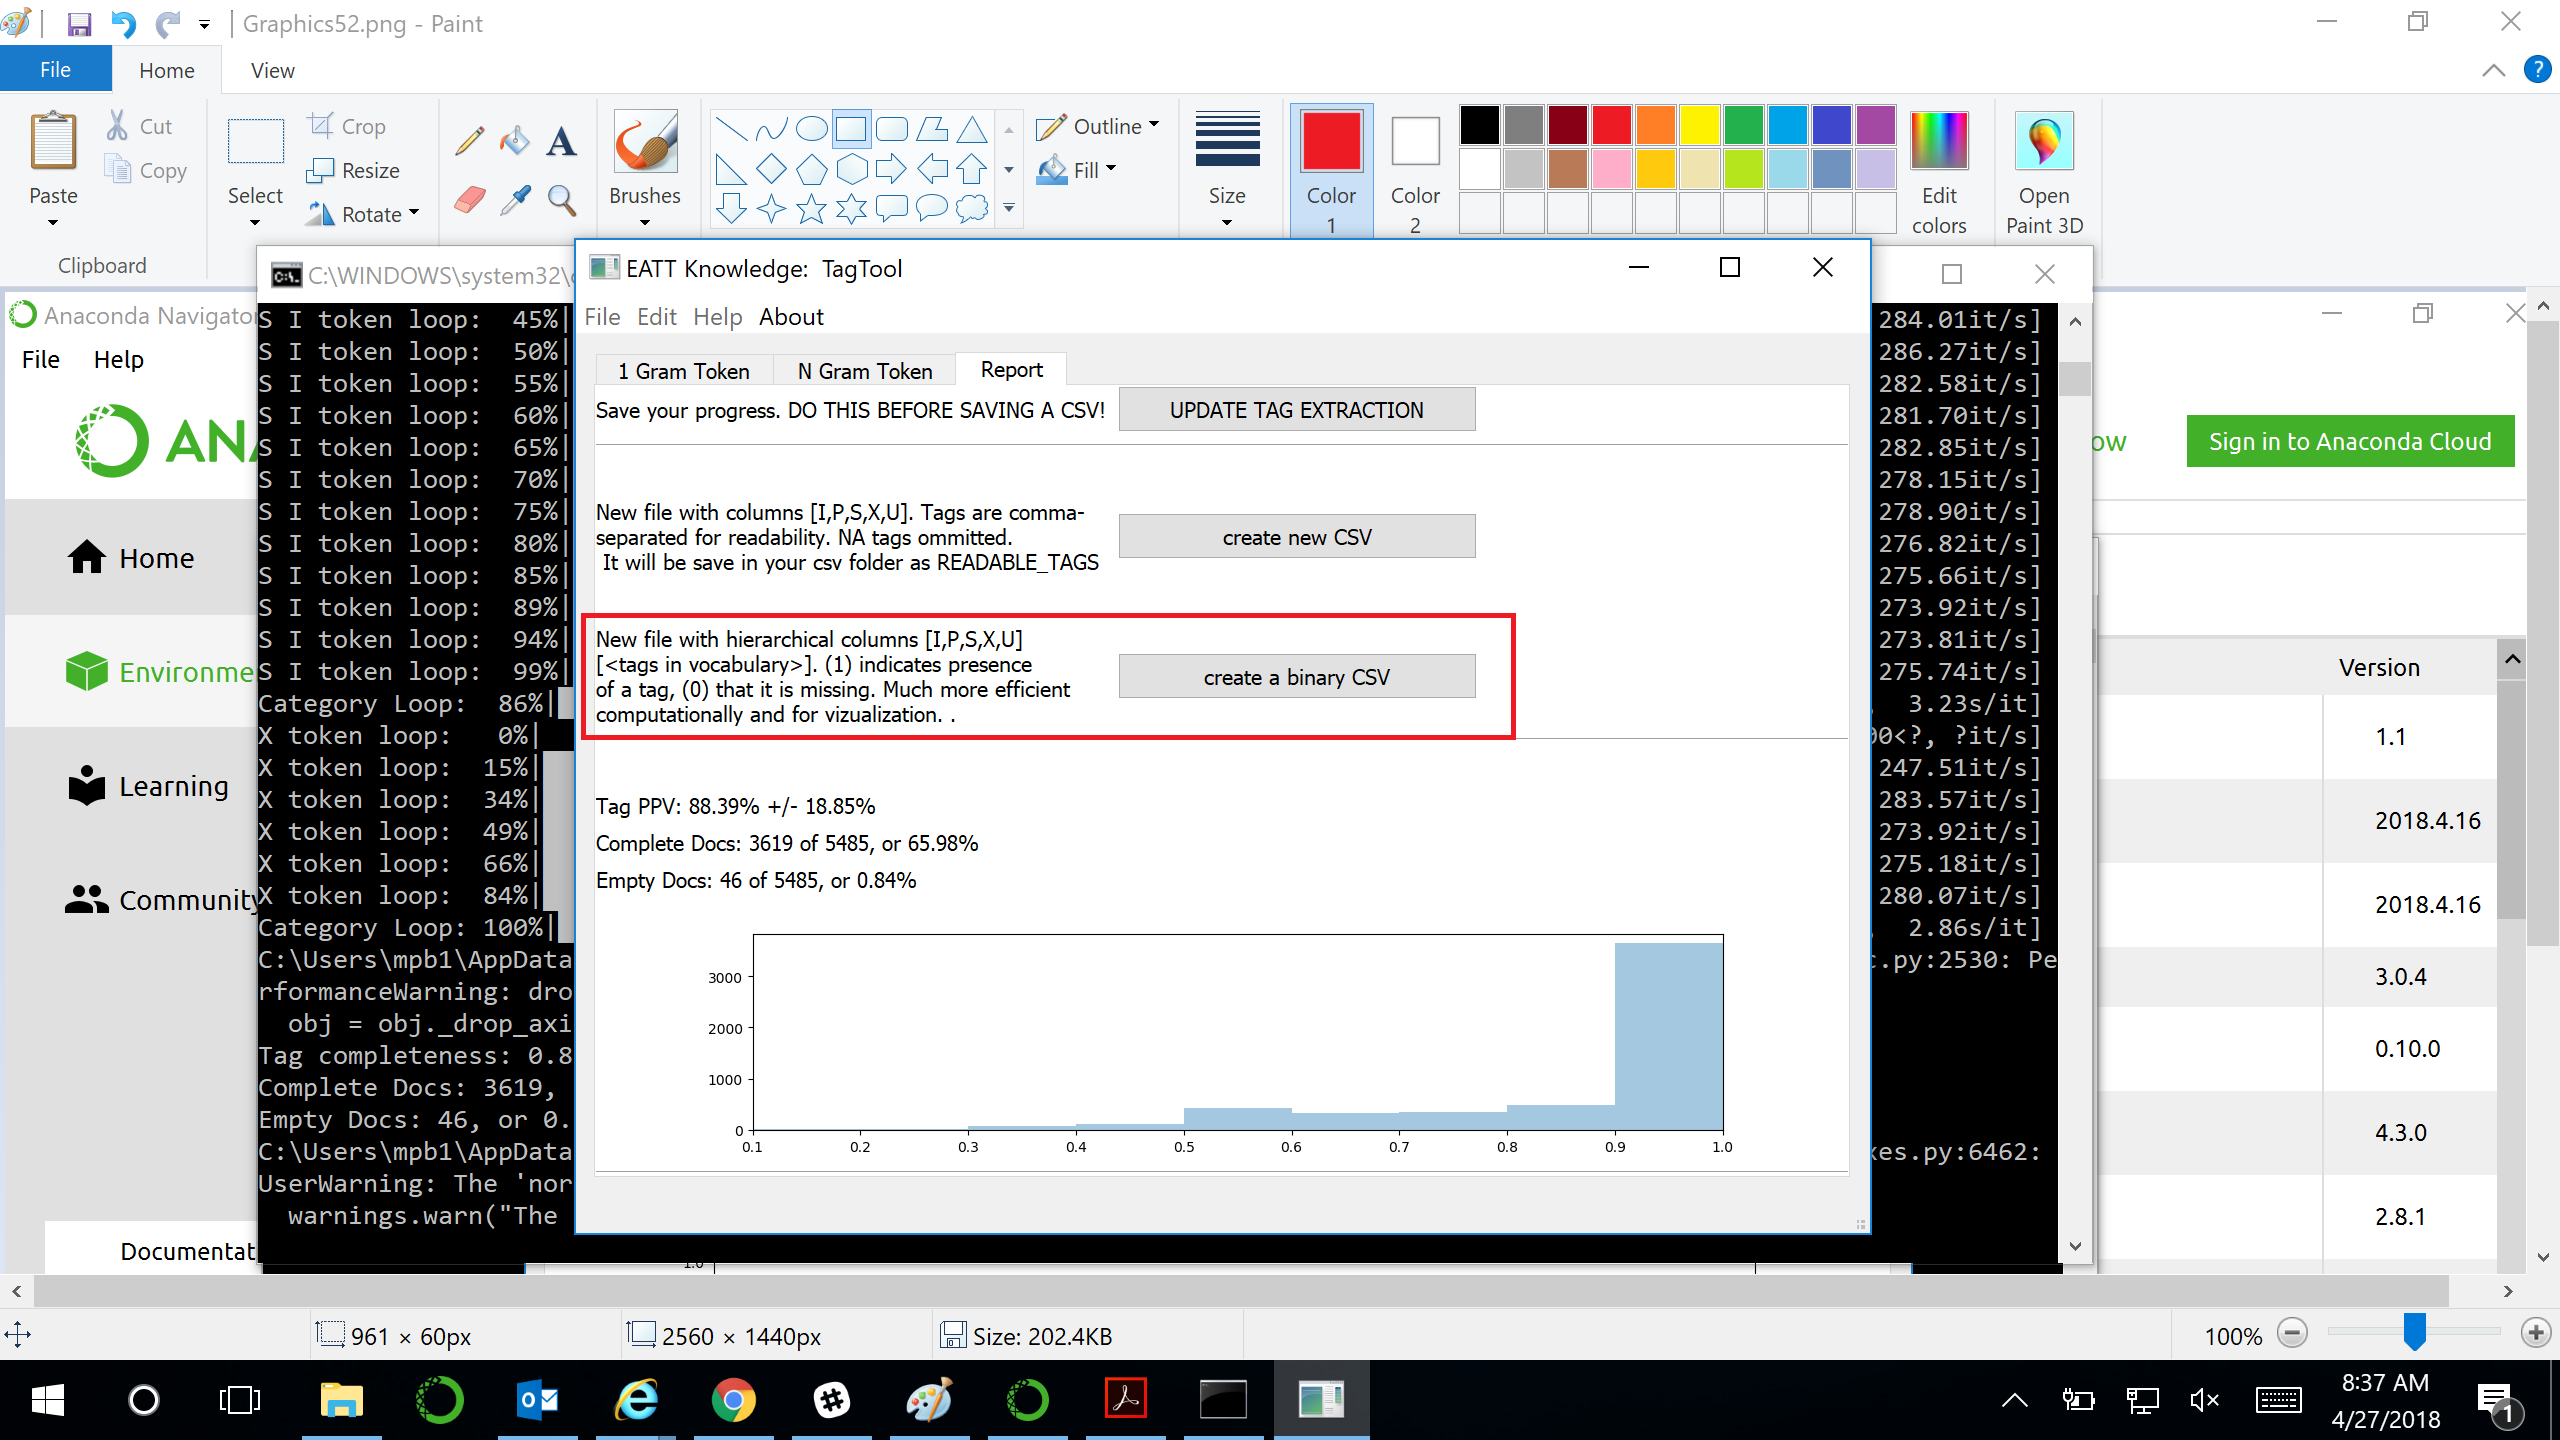 Graphics52.png - Paint
File
Home
View
Paste
Cut
Copy
Clipboard
Select
Crop
Resize
Rotate
A
Brushes
Outline
Fill
Size
Color
1
Color
2
Edit
colors
Open
Paint 3D
Anaconda Navigator
File Help
ANA
Home
Environme
Learning
Community
Documentat
C:\WINDOWS\system32\
S I token loop: 45%| 284.01it/s]
S I token loop: 50%| 286.27it/s]
S I token loop: 55%| 282.58it/s]
S I token loop: 60%| 281.70it/s]
S I token loop: 65%| 282.85it/s]
S I token loop: 70%| 278.15it/s]
S I token loop: 75%| 278.90it/s]
S I token loop: 80%| 276.82it/s]
S I token loop: 85%| 275.66it/s]
S I token loop: 89%| 273.92it/s]
S I token loop: 94%| 273.81it/s]
S I token loop: 99%| 275.74it/s]
Category Loop: 86%| 3.23s/it]
X token loop: 0%| 00<?, ?it/s]
X token loop: 15%| 247.51it/s]
X token loop: 34%| 283.57it/s]
X token loop: 49%| 273.92it/s]
X token loop: 66%| 275.18it/s]
X token loop: 84%| 280.07it/s]
Category Loop: 100%| 2.86s/it]
C:\Users\mpb1\AppData c.py:2530: Pe
rformanceWarning: dro
obj = obj._drop_axi
Tag completeness: 0.8
Complete Docs: 3619,
Empty Docs: 46, or 0.
C:\Users\mpb1\AppData xes.py:6462:
UserWarning: The 'nor
warnings.warn("The
EATT Knowledge: TagTool
File Edit Help About
1 Gram Token
N Gram Token
Report
Save your progress. DO THIS BEFORE SAVING A CSV!
UPDATE TAG EXTRACTION
New file with columns [I,P,S,X,U]. Tags are comma-
separated for readability. NA tags ommitted.
It will be save in your csv folder as READABLE_TAGS
create new CSV
New file with hierarchical columns [I,P,S,X,U]
[<tags in vocabulary>]. (1) indicates presence
of a tag, (0) that it is missing. Much more efficient
computationally and for vizualization. .
create a binary CSV
Tag PPV: 88.39% +/- 18.85%
Complete Docs: 3619 of 5485, or 65.98%
Empty Docs: 46 of 5485, or 0.84%
3000
2000
1000
0
0.1 0.2 0.3 0.4 0.5 0.6 0.7 0.8 0.9 1.0
1.0
ow
Sign in to Anaconda Cloud
Version
1.1
2018.4.16
2018.4.16
3.0.4
0.10.0
4.3.0
2.8.1
961 × 60px
2560 × 1440px
Size: 202.4KB
100%
8:37 AM
4/27/2018
1